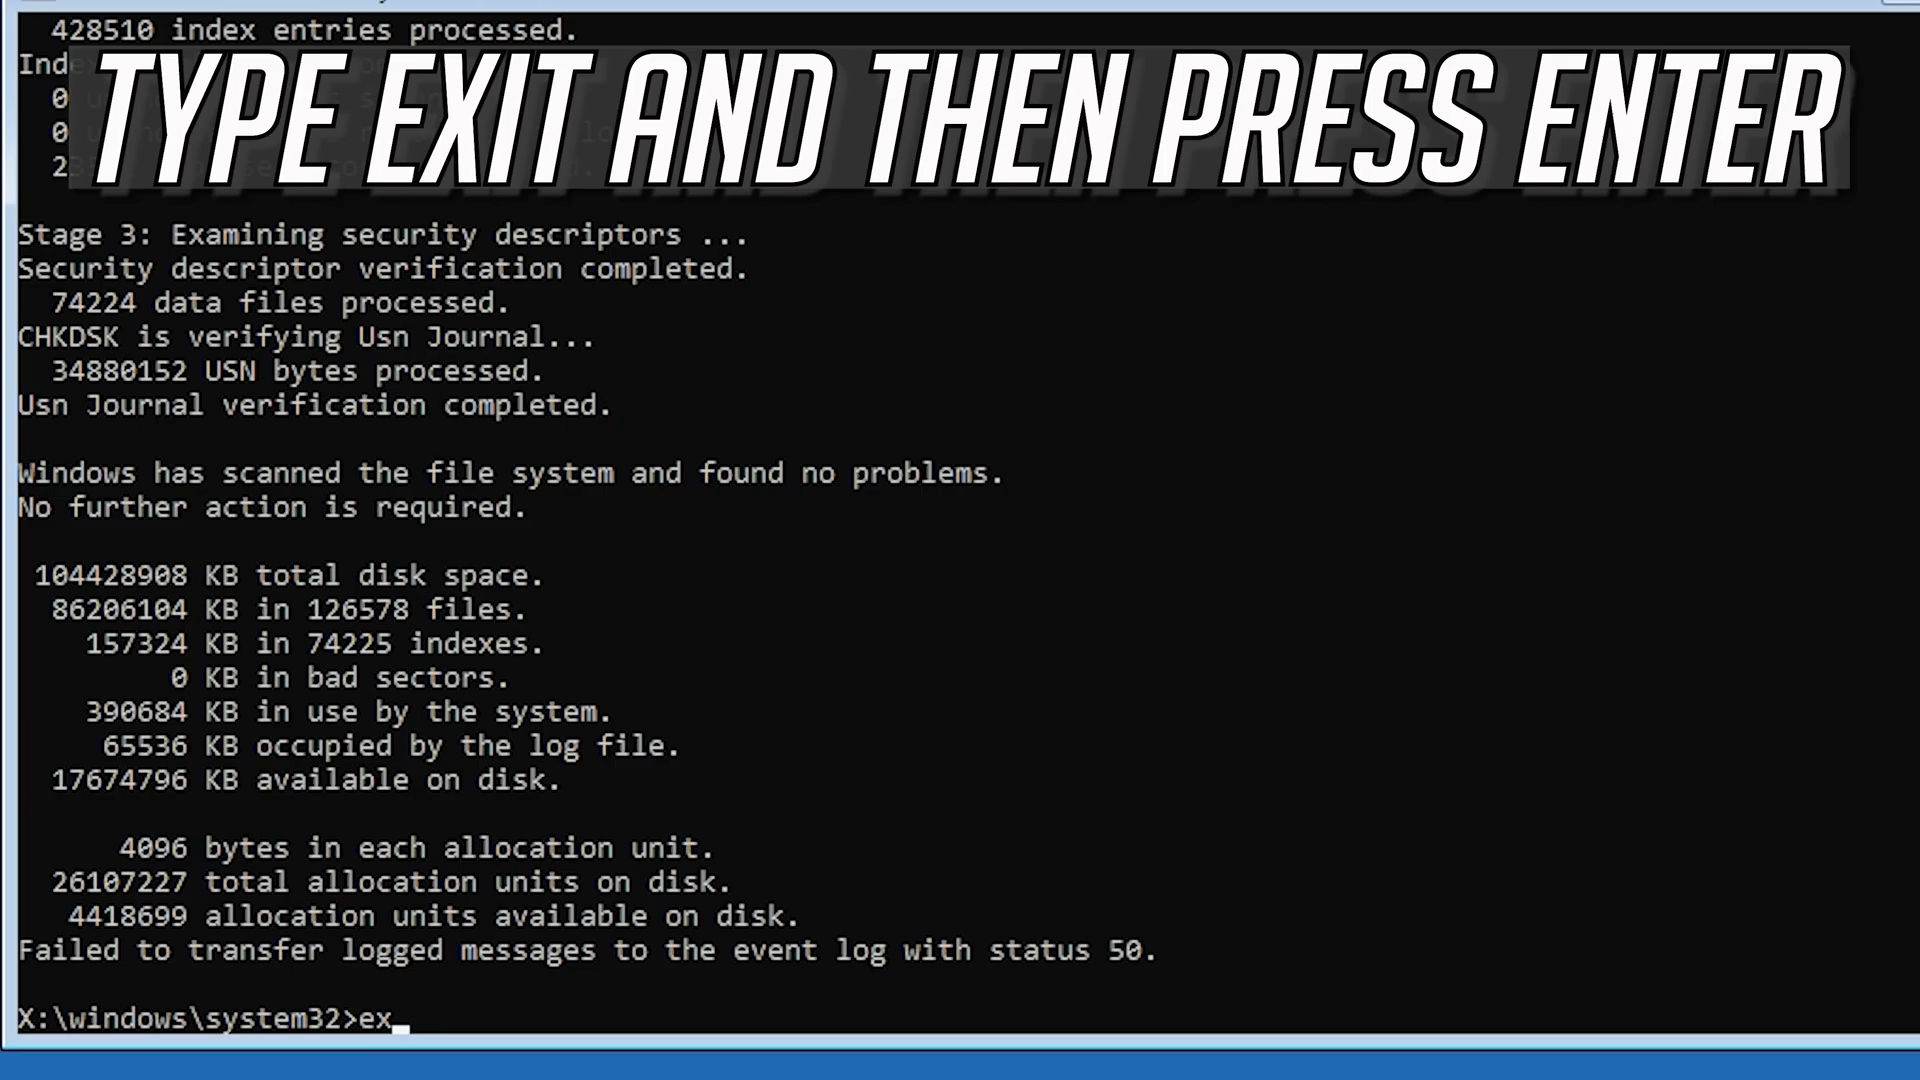 428510 index entries processed.
Ind
TYPE EXIT AND THEN PRESS ENTER
0
0
2
Stage 3: Examining security descriptors ...
Security descriptor verification completed.
74224 data files processed.
CHKDSK is verifying Usn Journal...
34880152 USN bytes processed.
Usn Journal verification completed.
Windows has scanned the file system and found no problems.
No further action is required.
104428908 KB total disk space.
86206104 KB in 126578 files.
157324 KB in 74225 indexes.
0 KB in bad sectors.
390684 KB in use by the system.
65536 KB occupied by the log file.
17674796 KB available on disk.
4096 bytes in each allocation unit.
26107227 total allocation units on disk.
4418699 allocation units available on disk.
Failed to transfer logged messages to the event log with status 50.
X:\windows\system32>ex_